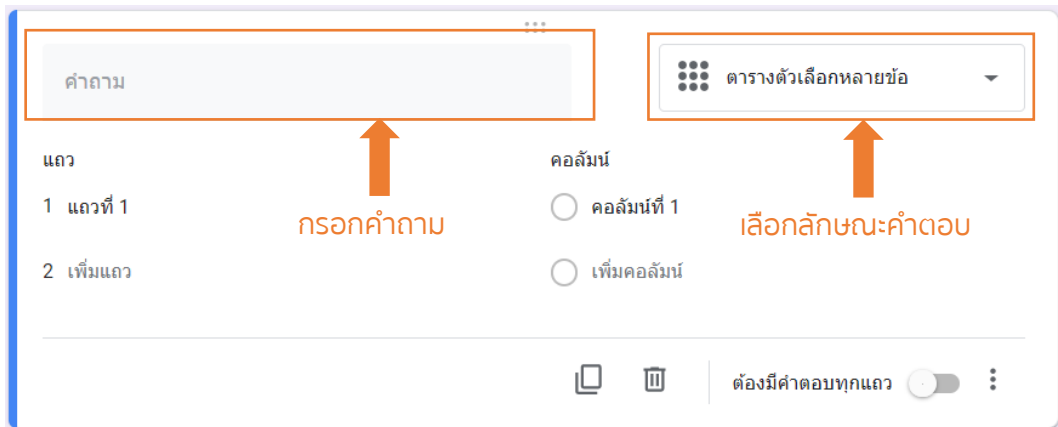 คำถาม
ตารางตัวเลือกหลายข้อ
แถว
คอลัมน์
1 แถวที่ 1
คอลัมน์ที่ 1
กรอกคำถาม
เลือกลักษณะคำตอบ
2 เพิ่มแถว
เพิ่มคอลัมน์
ต้องมีคำตอบทุกแถว